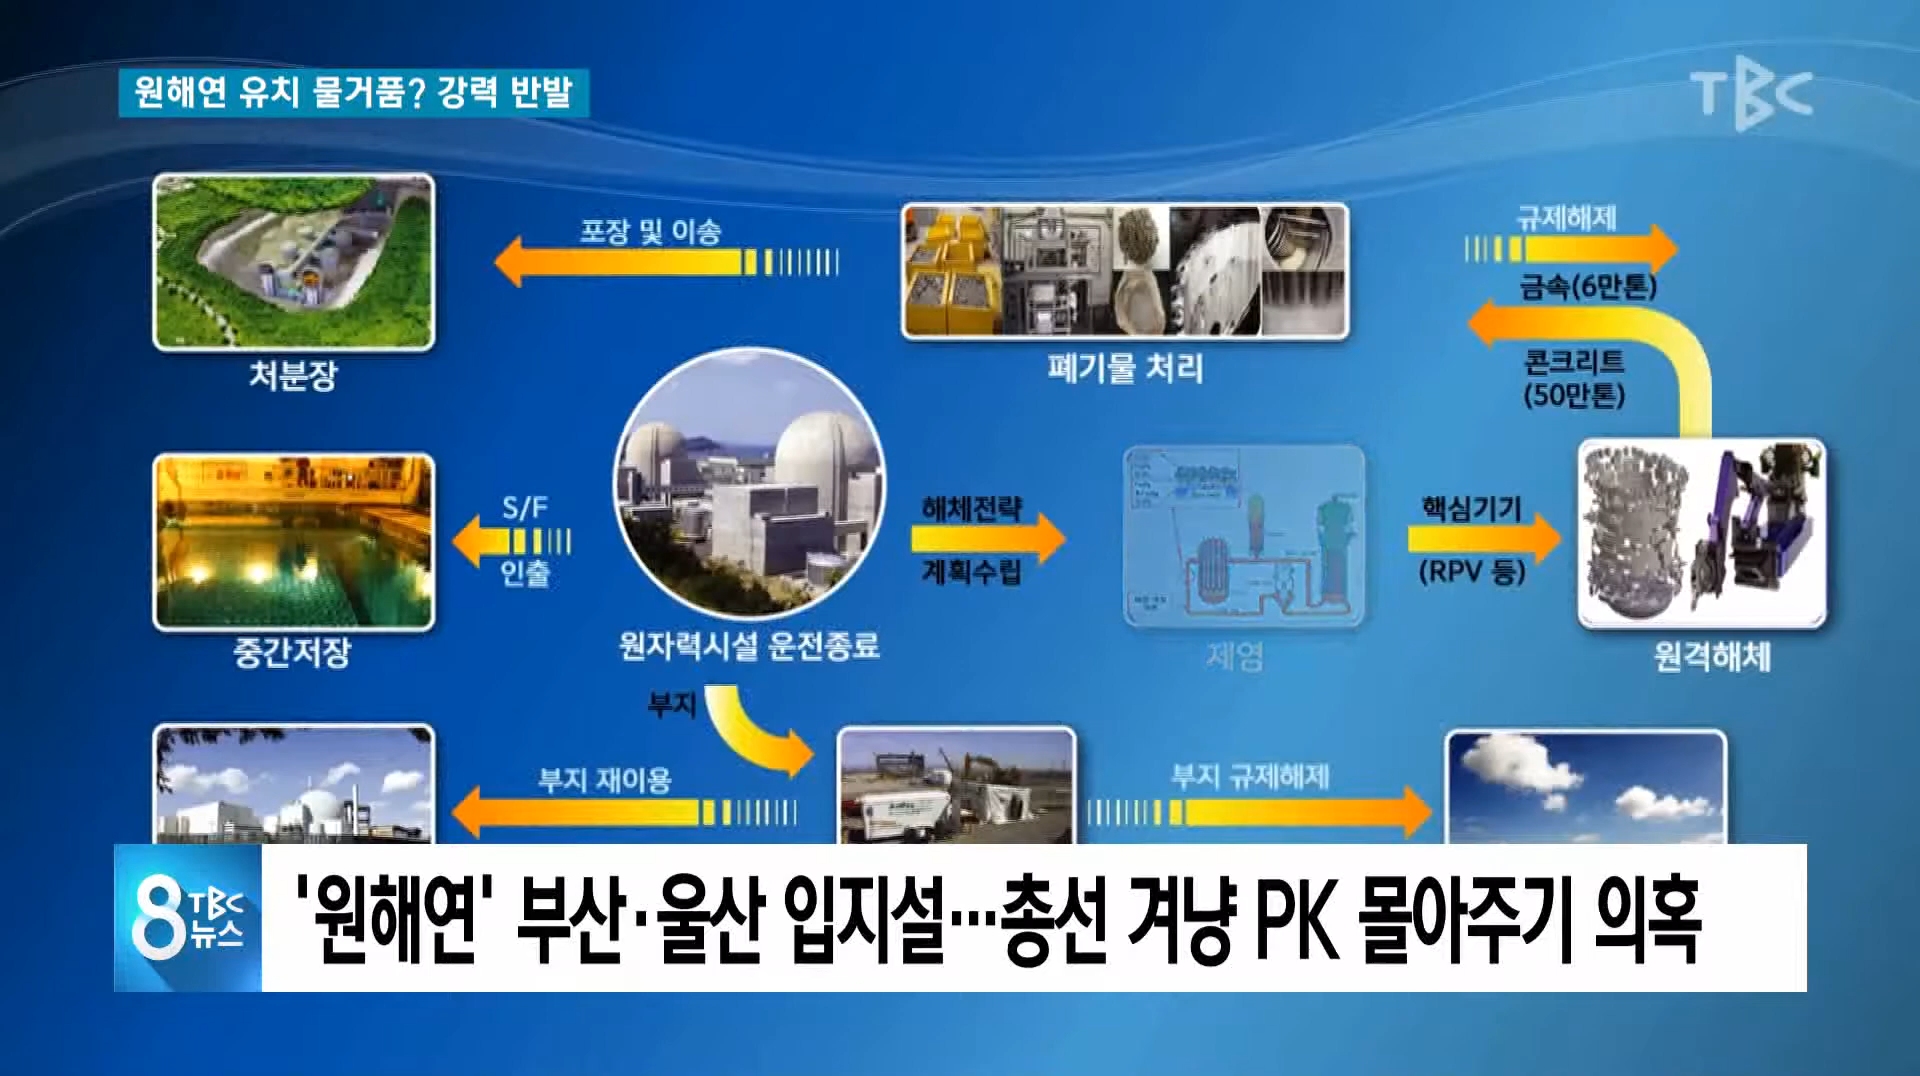 원해연 유치 물거품? 강력 반발
TBC
포장 및 이송
규제해제
금속(6만톤)
처분장
폐기물 처리
콘크리트
(50만톤)
S/F
인출
해체전략
계획수립
핵심기기
(RPV 등)
중간저장
원자력시설 운전종료
제염
원격해체
부지
부지 재이용
부지 규제해제
8 TBC 뉴스
'원해연' 부산·울산 입지설…총선 겨냥 PK 몰아주기 의혹